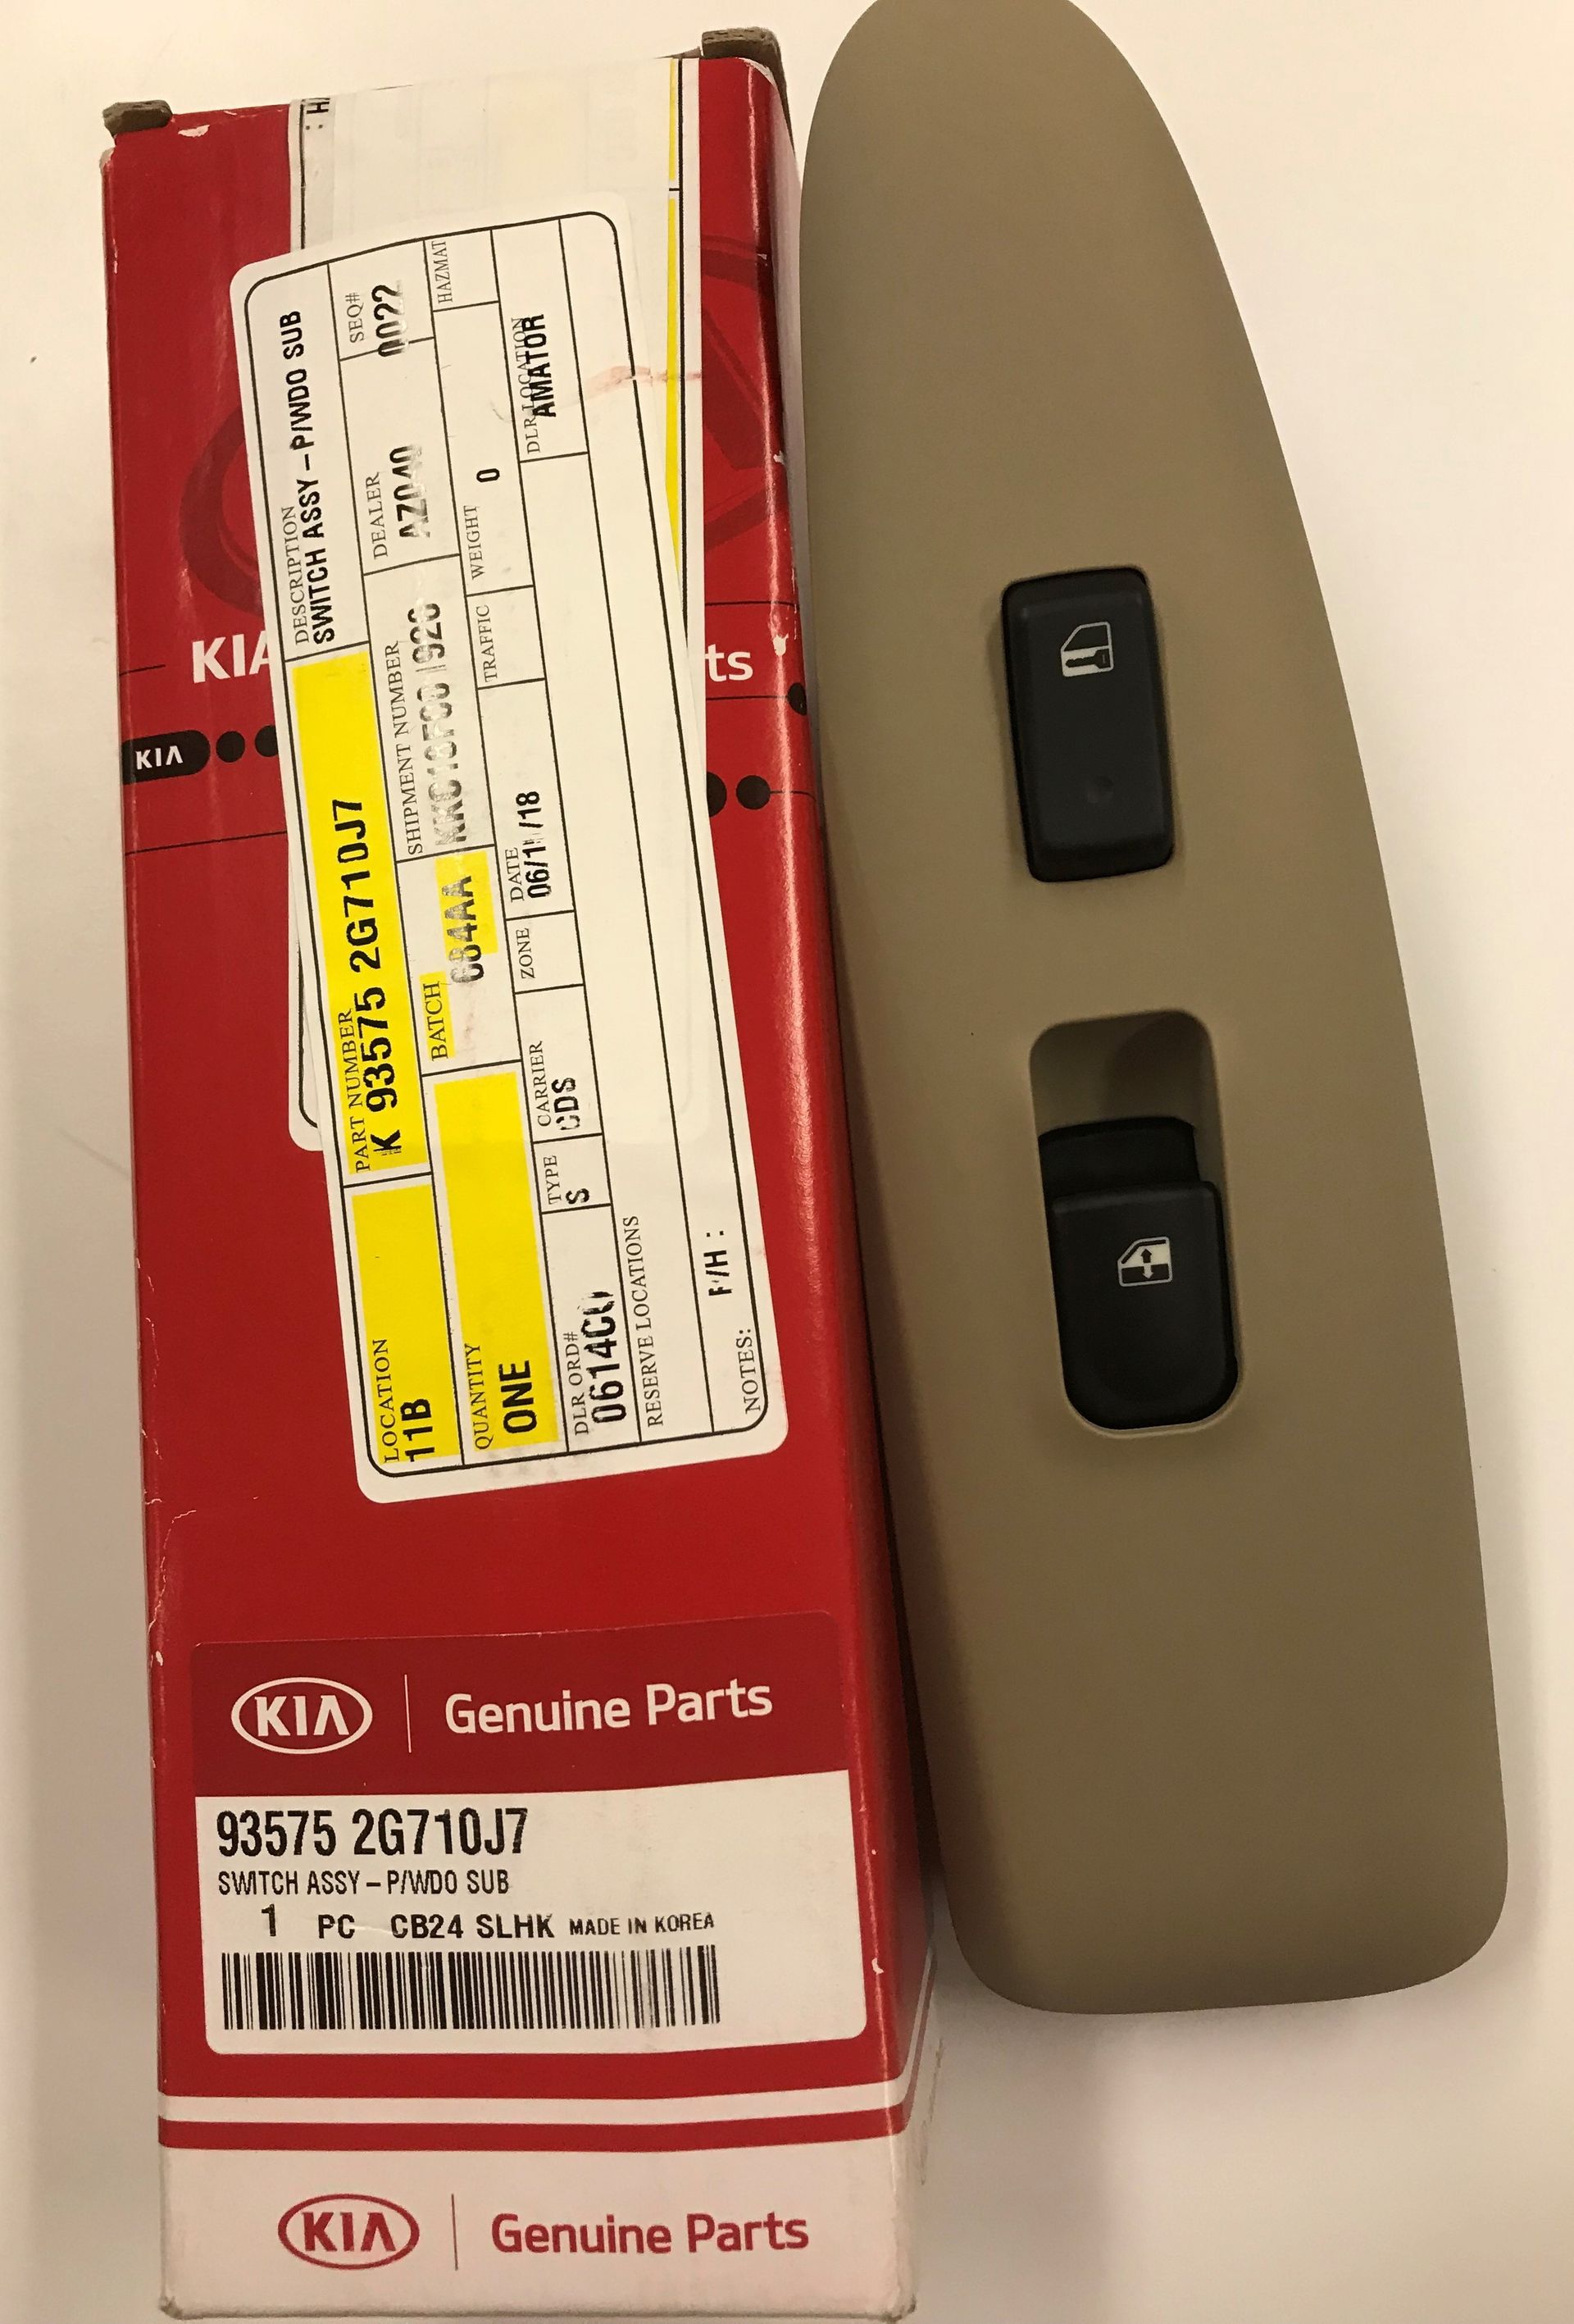 : H
DESCRIPTION
SWITCH ASSY – P/WDO SUB
SEQ#
0022
HAZMAT
PART NUMBER
K 93575 2G710J7
DEALER
AZ040
SHIPMENT NUMBER
WEIGHT
0
DLR LOCATION
AMATOR
LOCATION
11B
BATCH
TRAFFIC
DATE
ZONE
QUANTITY
ONE
CARRIER
CDS
TYPE
S
DLR ORD#
RESERVE LOCATIONS
NOTES:
F/H :
KIA
ts
KIA
KIA
Genuine Parts
93575 2G710J7
SWITCH ASSY – P/WDO SUB
1 PC CB24 SLHK MADE IN KOREA
KIA
Genuine Parts